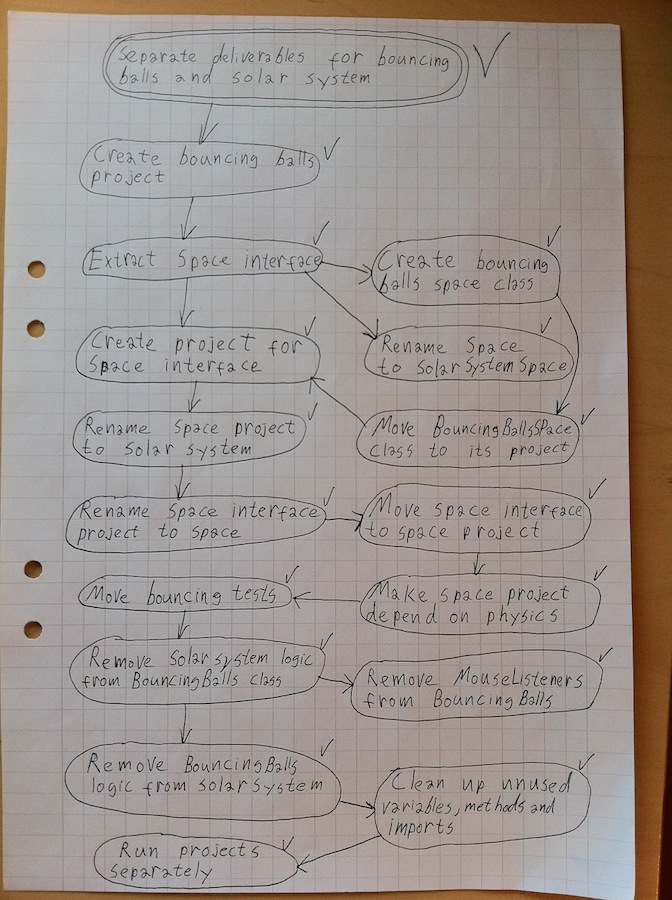 Separate deliverables for bouncing
balls and solar system
Create bouncing balls
project
Extract Space interface
Create bouncing
balls space class
Create project for
Space interface
Rename Space
to SolarSystemSpace
Rename Space project
to Solar system
Move BouncingBallsSpace
class to its project
Rename Space interface
project to space
Move space interface
to space project
Move bouncing tests
Make space project
depend on physics
Remove Solarsystem logic
from BouncingBalls class
Remove MouseListeners
from BouncingBalls
Remove BouncingBalls
logic from Solarsystem
Clean up unused
variables, methods and
imports
Run projects
separately